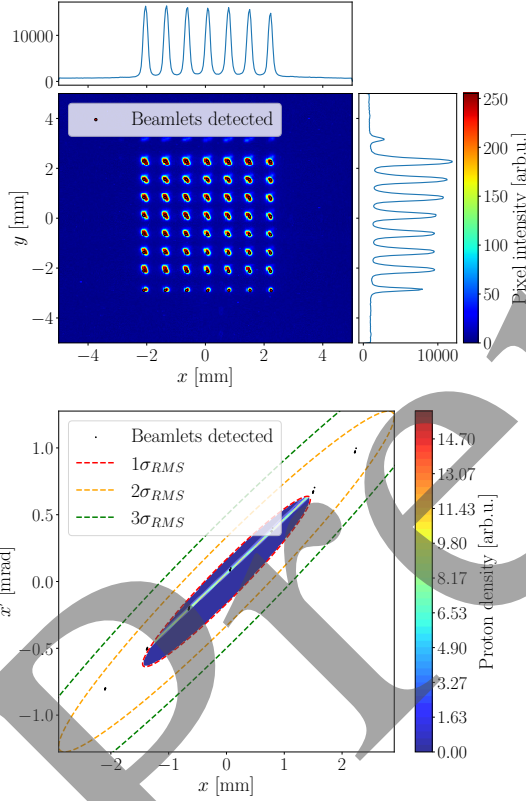 10000
0
Beamlets detected
4
2
0
−2
−4
y [mm]
−4 −2 0 2 4
x [mm]
0 10000
250
200
150
100
50
0
Pixel intensity [arb.u.]
Beamlets detected
1σRMS
2σRMS
3σRMS
1.0
0.5
0.0
−0.5
−1.0
x′ [mrad]
−2 −1 0 1 2
x [mm]
14.70
13.07
11.43
9.80
8.17
6.53
4.90
3.27
1.63
0.00
Proton density [arb.u.]
Pre